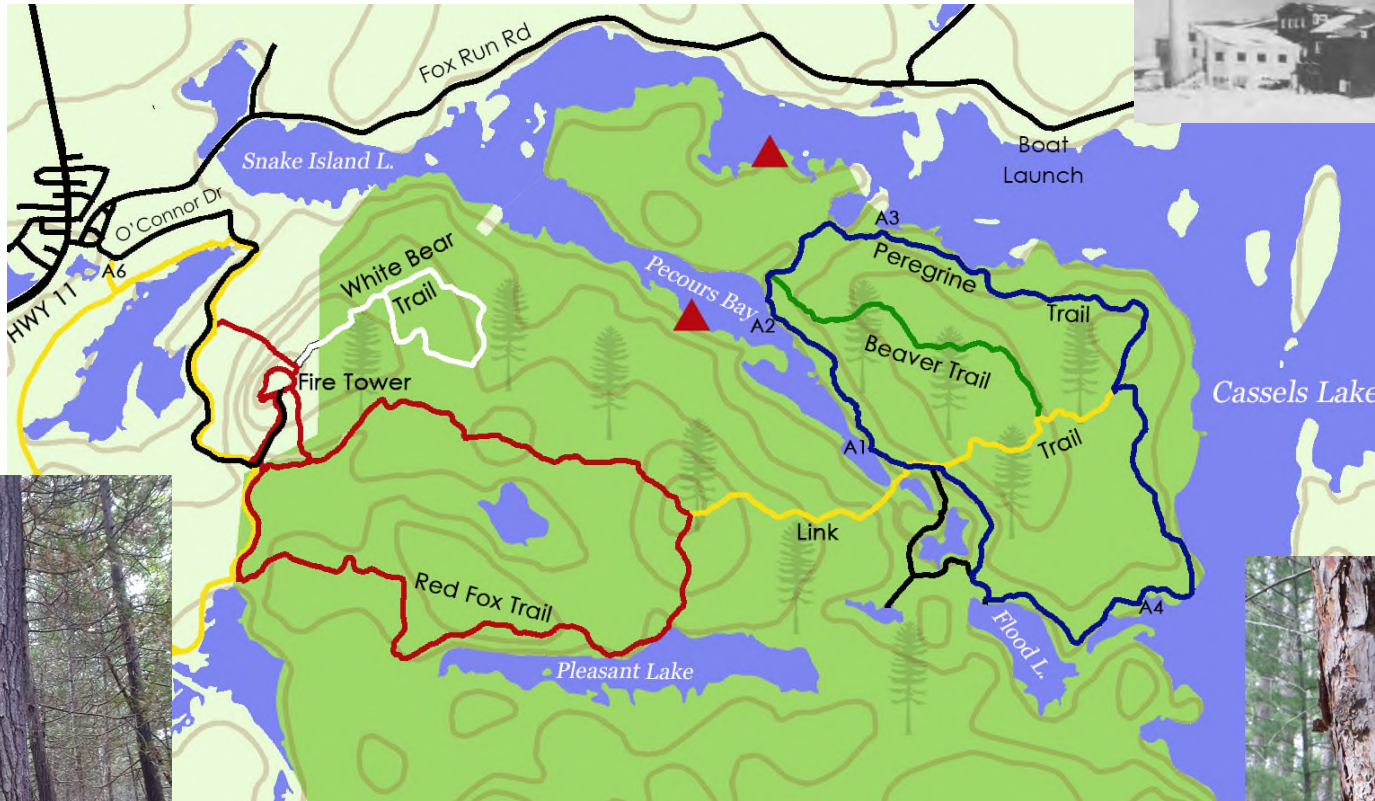 Fox Run Rd
Boat
Launch
Snake Island L.
O'Connor Dr
A6
HWY 11
White Bear
Trail
Fire Tower
Pecours Bay
A3
Peregrine
Trail
A2
Beaver Trail
Cassels Lake
A1
Trail
Link
Red Fox Trail
A4
Flood L.
Pleasant Lake